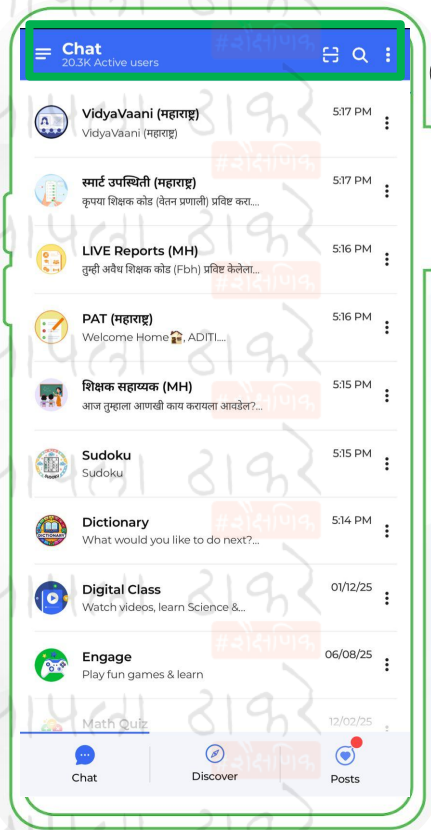 Chat
20.3K Active users
VidyaVaani (महाराष्ट्र)
5:17 PM
VidyaVaani (महाराष्ट्र)
स्मार्ट उपस्थिती (महाराष्ट्र)
5:17 PM
कृपया शिक्षक कोड (वेतन प्रणाली) प्रविष्ट करा....
LIVE Reports (MH)
5:16 PM
तुम्ही अवैध शिक्षक कोड (Fbh) प्रविष्ट केलेला...
PAT (महाराष्ट्र)
5:16 PM
Welcome Home🏠, ADITI....
शिक्षक सहाय्यक (MH)
5:15 PM
आज तुम्हाला आणखी काय करायला आवडेल?...
Sudoku
5:15 PM
Sudoku
Dictionary
5:14 PM
What would you like to do next?...
Digital Class
01/12/25
Watch videos, learn Science &...
Engage
06/08/25
Play fun games & learn
Math Quiz
12/02/25
Chat
Discover
Posts